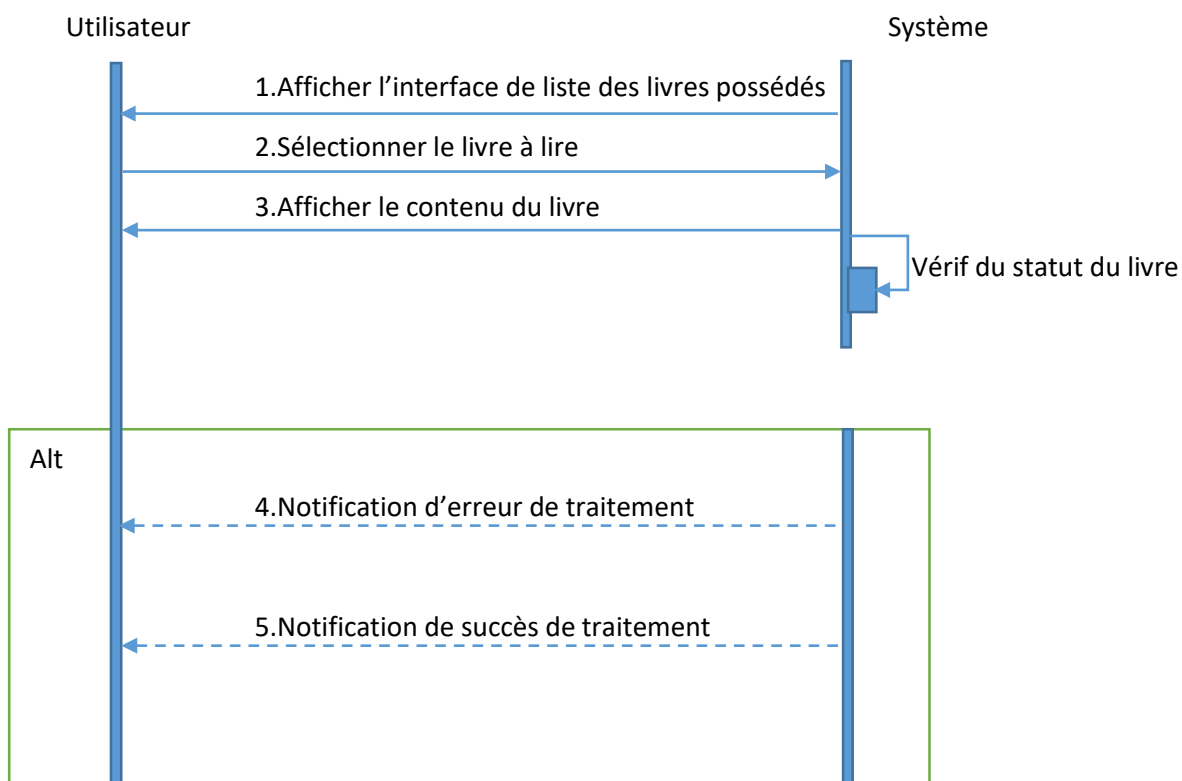 Utilisateur
Système
1.Afficher l’interface de liste des livres possédés
2.Sélectionner le livre à lire
3.Afficher le contenu du livre
Vérif du statut du livre
Alt
4.Notification d’erreur de traitement
5.Notification de succès de traitement